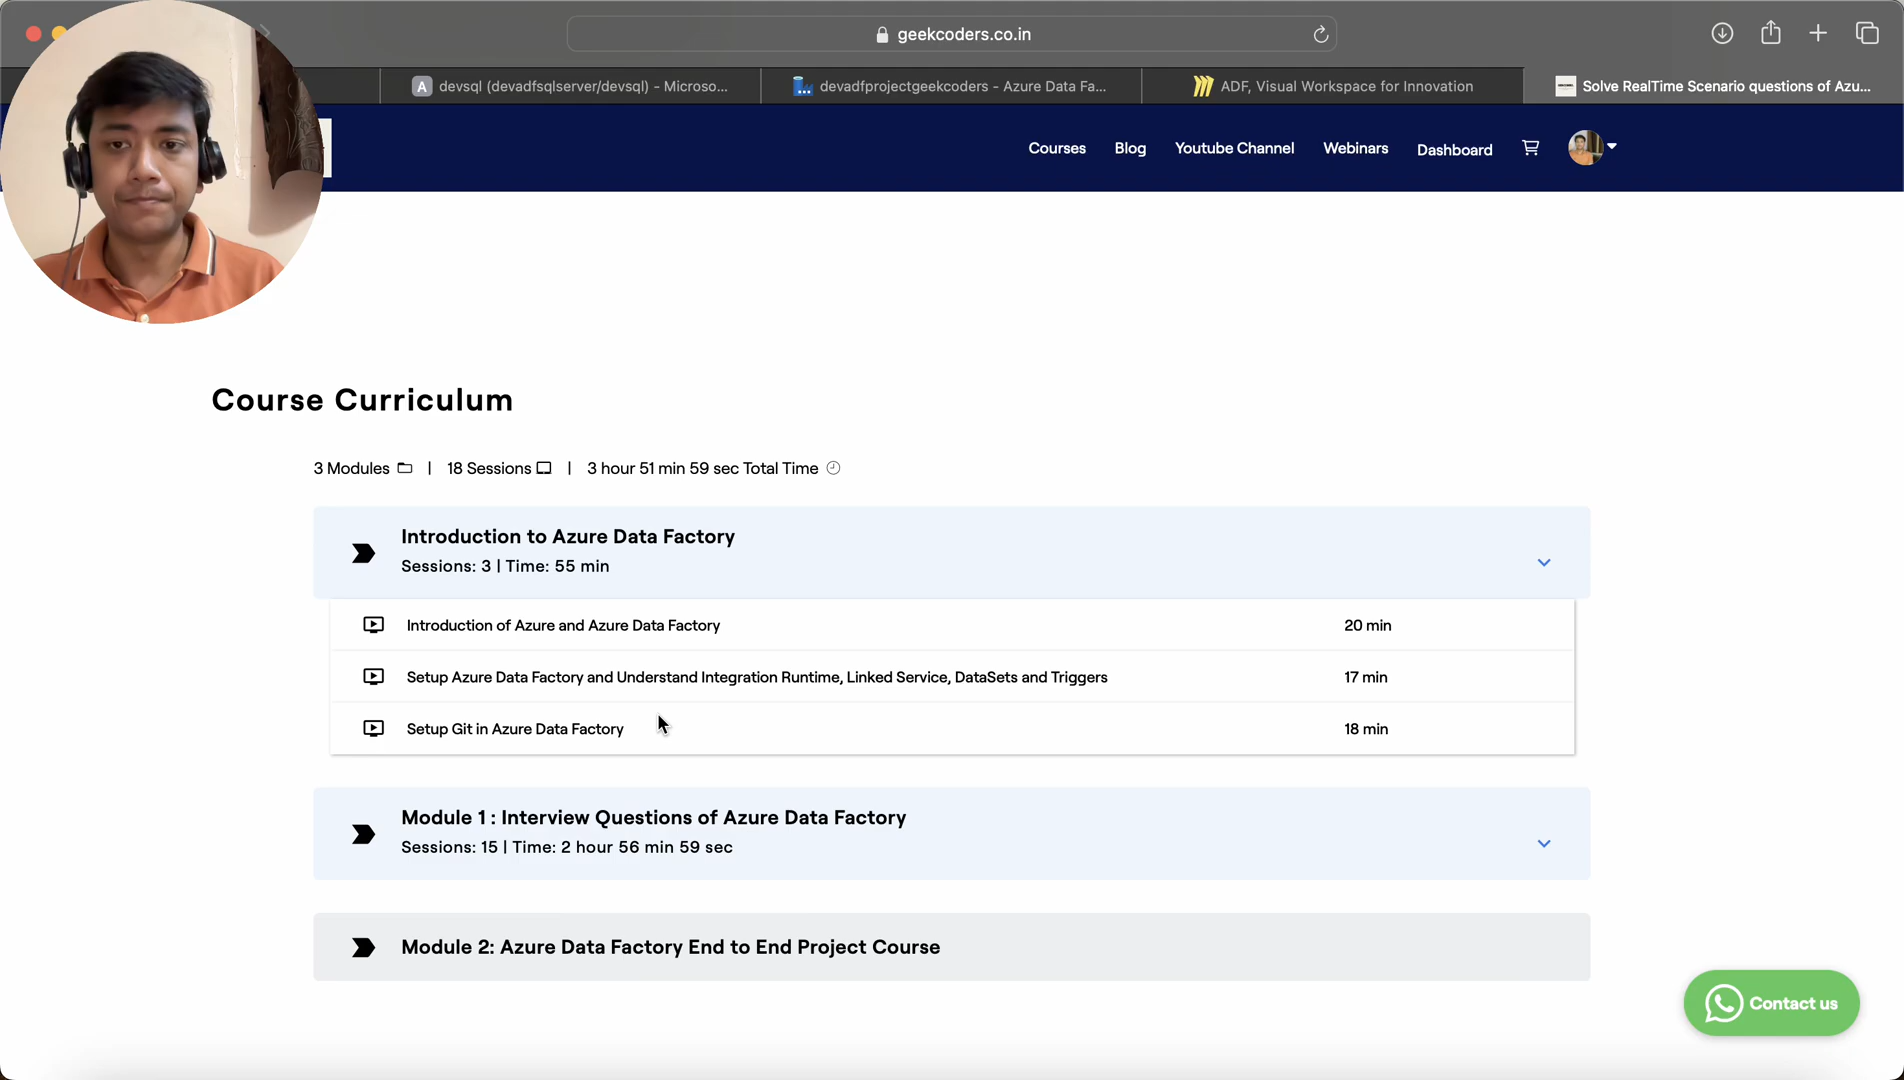 geekcoders.co.in
devsql (devadfsqlserver/devsql) - Microso...
devadfprojectgeekcoders - Azure Data Fa...
ADF, Visual Workspace for Innovation
Solve RealTime Scenario questions of Azu...
Courses
Blog
Youtube Channel
Webinars
Dashboard
Course Curriculum
3 Modules | 18 Sessions | 3 hour 51 min 59 sec Total Time
Introduction to Azure Data Factory
Sessions: 3 | Time: 55 min
Introduction of Azure and Azure Data Factory 20 min
Setup Azure Data Factory and Understand Integration Runtime, Linked Service, DataSets and Triggers 17 min
Setup Git in Azure Data Factory 18 min
Module 1 : Interview Questions of Azure Data Factory
Sessions: 15 | Time: 2 hour 56 min 59 sec
Module 2: Azure Data Factory End to End Project Course
Contact us